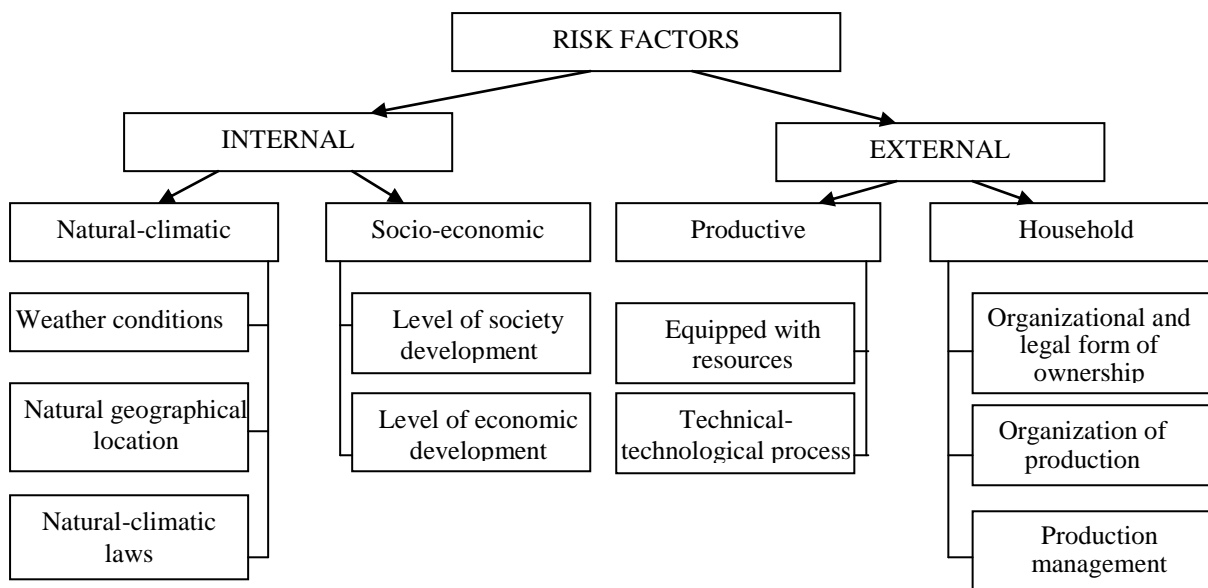 RISK FACTORS
INTERNAL
EXTERNAL
Natural-climatic
Socio-economic
Productive
Household
Weather conditions
Natural geographical
location
Natural-climatic
laws
Level of society
development
Level of economic
development
Equipped with
resources
Technical-
technological process
Organizational and
legal form of
ownership
Organization of
production
Production
management